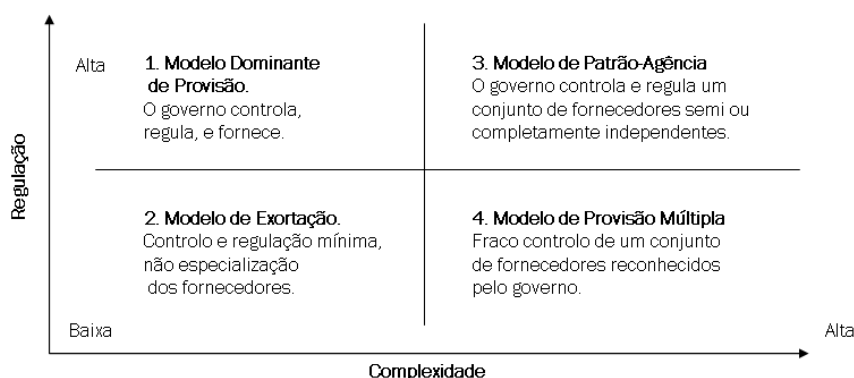 Regulação
Alta
1. Modelo Dominante
de Provisão.
O governo controla,
regula, e fornece.
3. Modelo de Patrão-Agência
O governo controla e regula um
conjunto de fornecedores semi ou
completamente independentes.
2. Modelo de Exortação.
Controlo e regulação mínima,
não especialização
dos fornecedores.
4. Modelo de Provisão Múltipla
Fraco controlo de um conjunto
de fornecedores reconhecidos
pelo governo.
Baixa
Alta
Complexidade